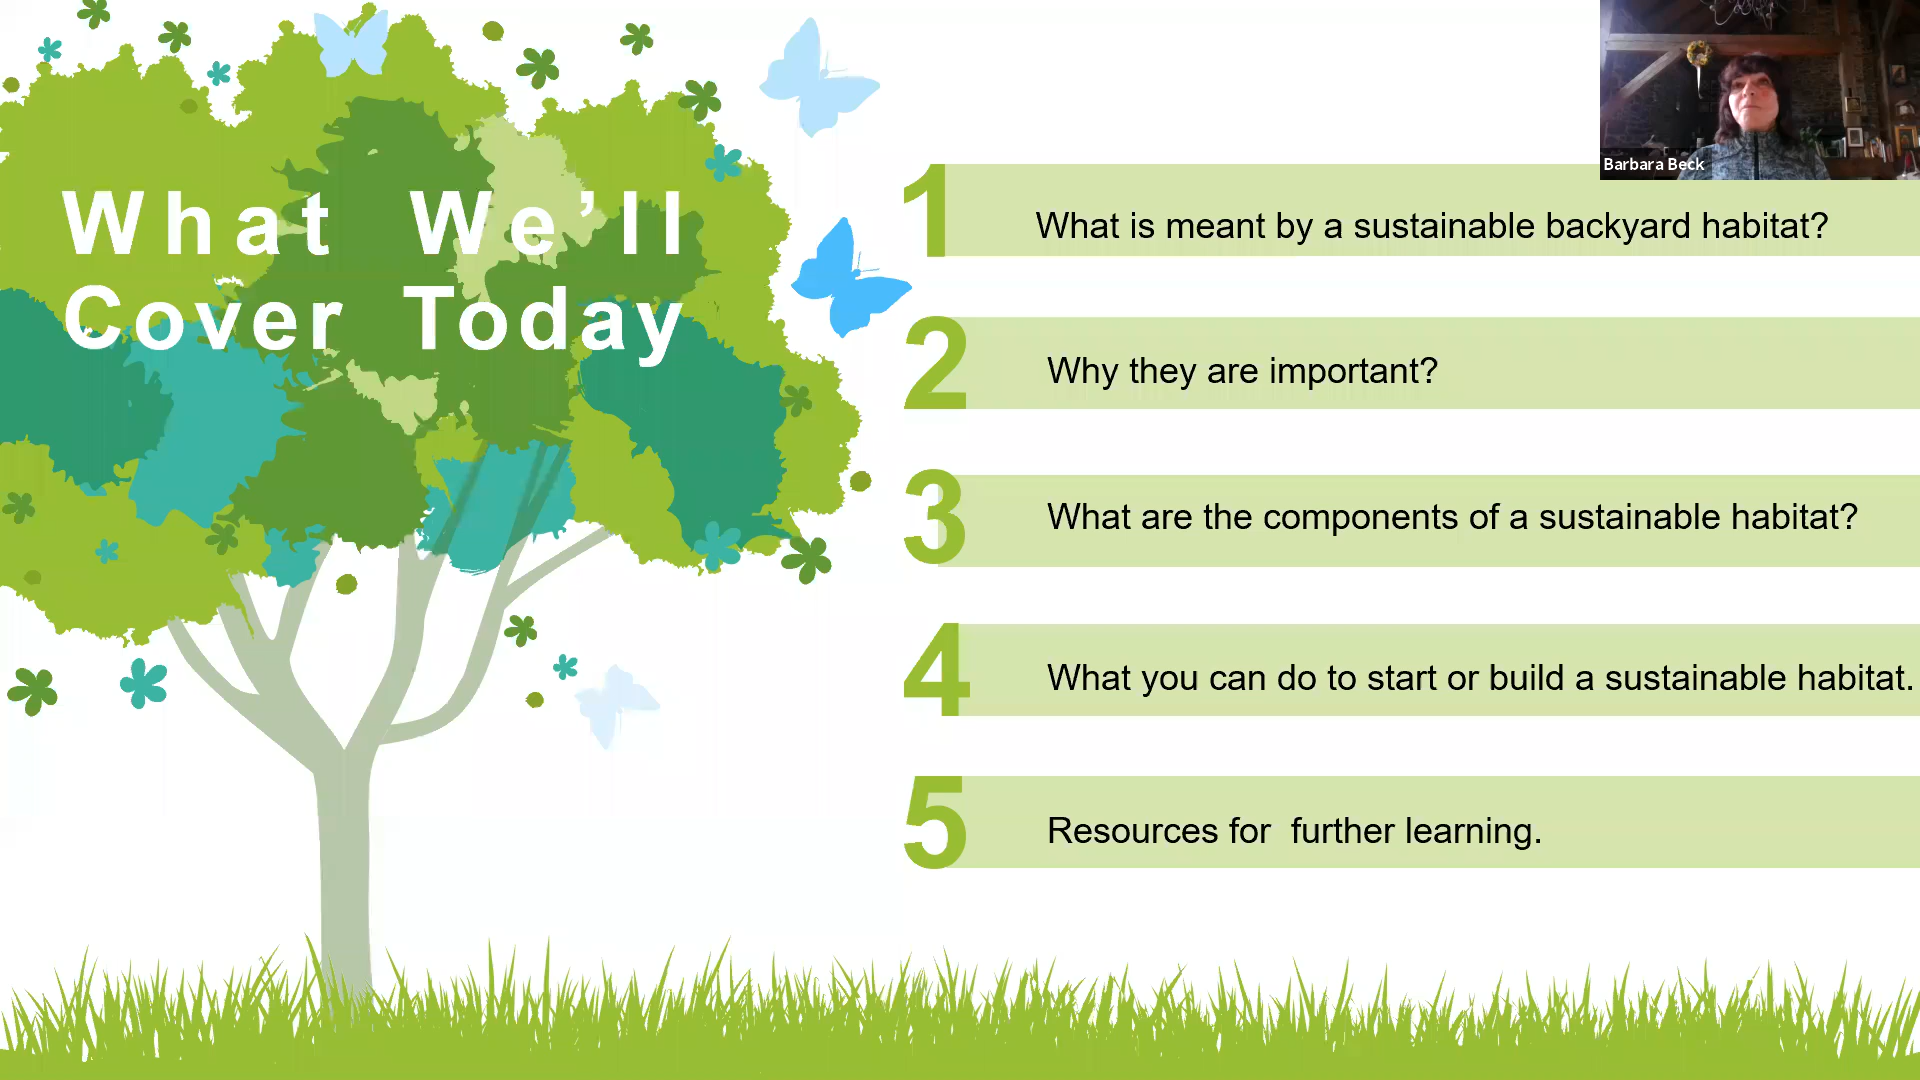 What We’ll
Cover Today
Barbara Beck
1 What is meant by a sustainable backyard habitat?
2 Why they are important?
3 What are the components of a sustainable habitat?
4 What you can do to start or build a sustainable habitat.
5 Resources for  further learning.